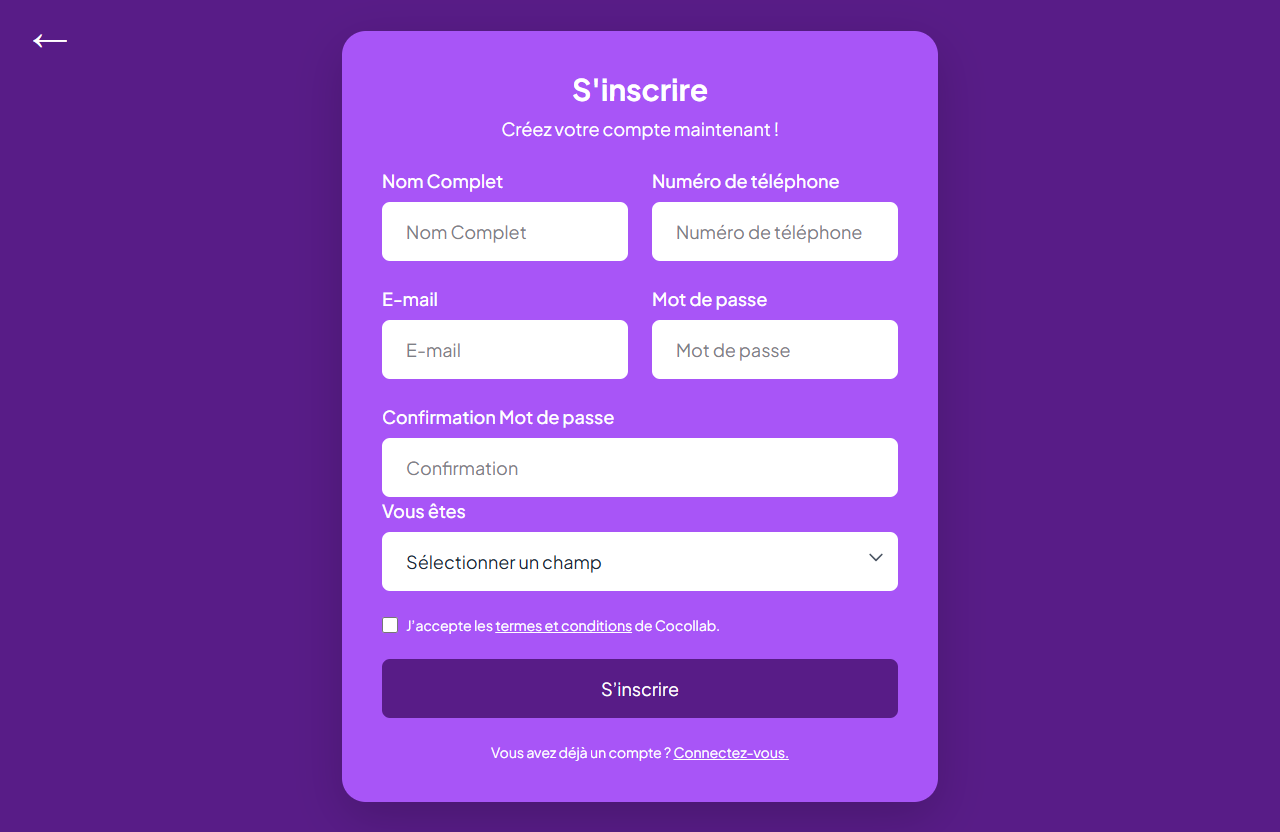 S'inscrire
Créez votre compte maintenant !
Nom Complet
Numéro de téléphone
Nom Complet
Numéro de téléphone
E-mail
Mot de passe
E-mail
Mot de passe
Confirmation Mot de passe
Confirmation
Vous êtes
Sélectionner un champ
J'accepte les termes et conditions de Cocollab.
S'inscrire
Vous avez déjà un compte ? Connectez-vous.